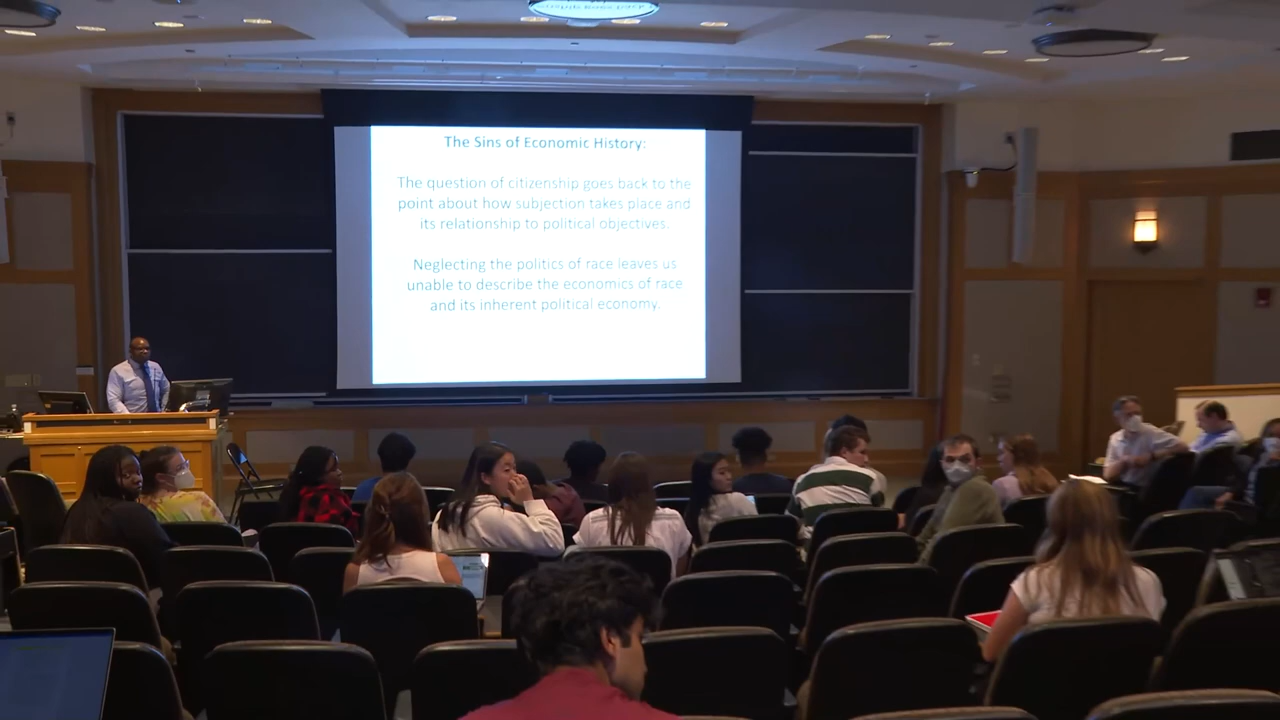 The Sins of Economic History:
The question of citizenship goes back to the
point about how subjection takes place and
its relationship to political objectives.
Neglecting the politics of race leaves us
unable to describe the economics of race
and its inherent political economy.